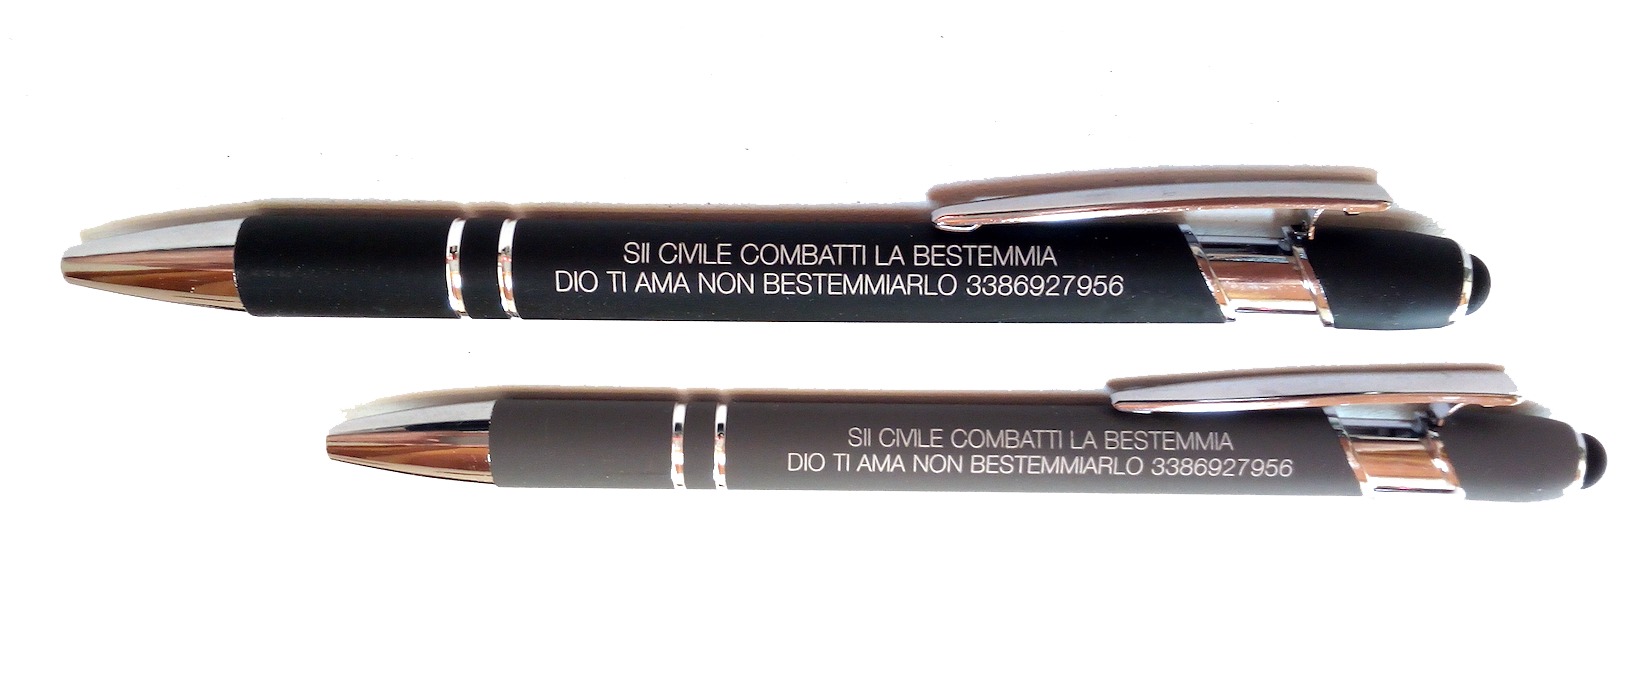 SII CIVILE COMBATTI LA BESTEMMIA
DIO TI AMA NON BESTEMMIARLO 3386927956
SII CIVILE COMBATTI LA BESTEMMIA
DIO TI AMA NON BESTEMMIARLO 3386927956